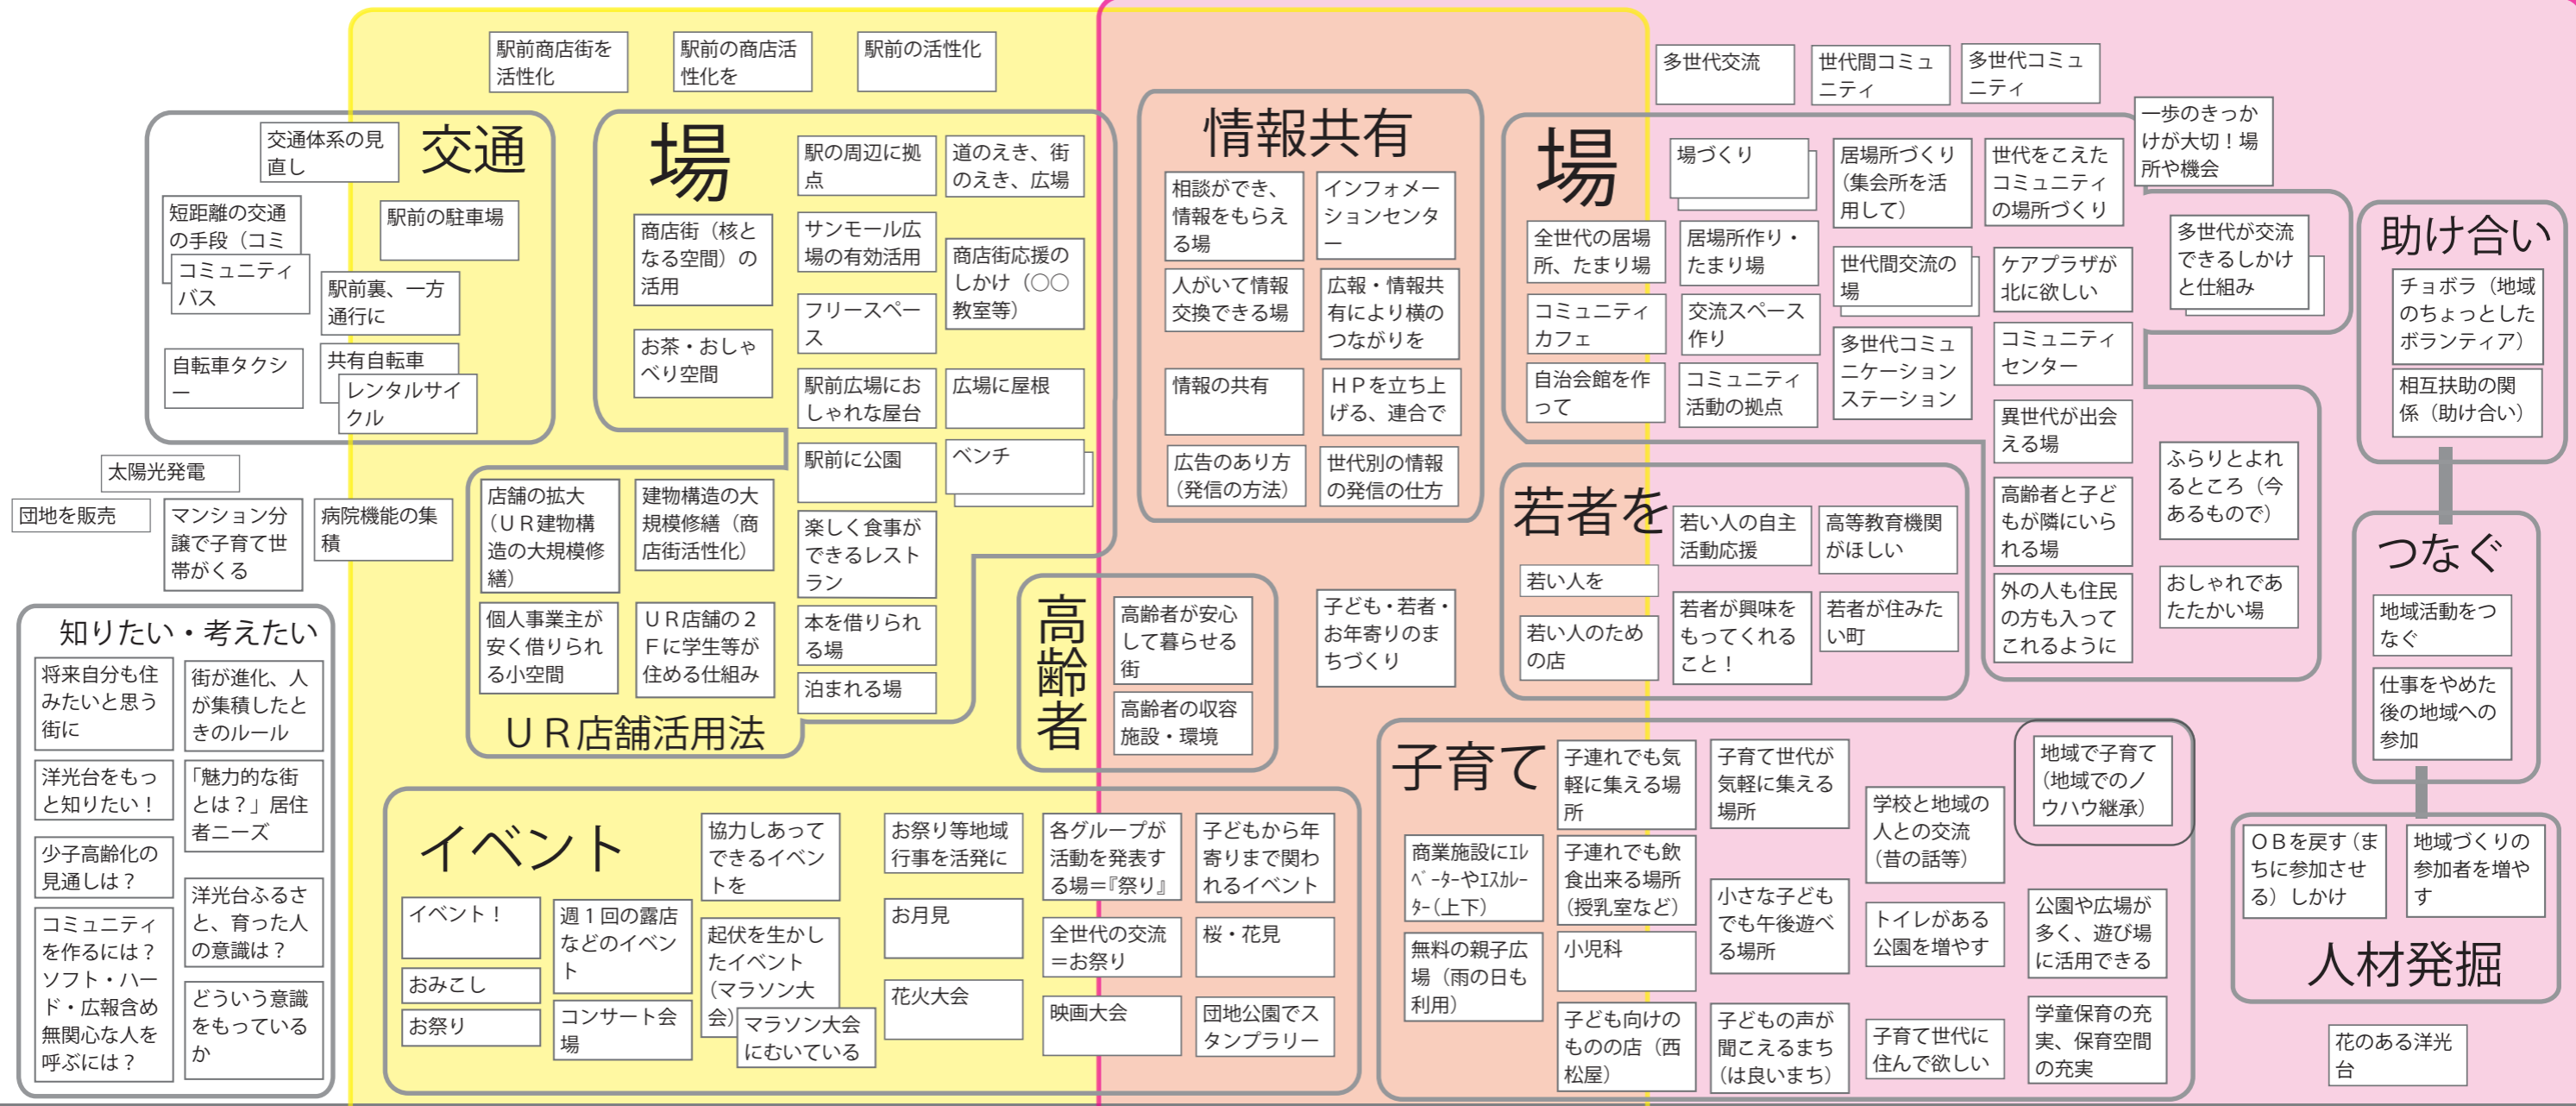 駅前商店街を
活性化
駅前の商店活
性化を
駅前の活性化
多世代交流
世代間コミュ
ニティ
多世代コミュ
ニティ
一歩のきっか
けが大切！場
所や機会
交通
交通体系の見
直し
短距離の交通
の手段（コミ
コミュニティ
バス
駅前の駐車場
駅前裏、一方
通行に
自転車タクシ
ー
共有自転車
レンタルサイ
クル
太陽光発電
団地を販売
マンション分
譲で子育て世
帯がくる
病院機能の集
積
場
駅の周辺に拠
点
道のえき、街
のえき、広場
商店街（核と
なる空間）の
活用
サンモール広
場の有効活用
商店街応援の
しかけ（○○
教室等）
フリースペー
ス
お茶・おしゃ
べり空間
駅前広場にお
しゃれな屋台
広場に屋根
駅前に公園
ベンチ
楽しく食事が
できるレスト
ラン
本を借りられ
る場
泊まれる場
店舗の拡大
（ＵＲ建物構
造の大規模修
繕）
建物構造の大
規模修繕（商
店街活性化）
個人事業主が
安く借りられ
る小空間
ＵＲ店舗の２
Ｆに学生等が
住める仕組み
ＵＲ店舗活用法
情報共有
相談ができ、
情報をもらえ
る場
インフォメー
ションセンタ
ー
人がいて情報
交換できる場
広報・情報共
有により横の
つながりを
情報の共有
ＨＰを立ち上
げる、連合で
広告のあり方
（発信の方法）
世代別の情報
の発信の仕方
高齢者
高齢者が安心
して暮らせる
街
高齢者の収容
施設・環境
子ども・若者・
お年寄りのま
ちづくり
場
場づくり
居場所づくり
（集会所を活
用して）
世代をこえた
コミュニティ
の場所づくり
全世代の居場
所、たまり場
居場所作り・
たまり場
世代間交流の
場
ケアプラザが
北に欲しい
多世代が交流
できるしかけ
と仕組み
コミュニティ
カフェ
交流スペース
作り
多世代コミュ
ニケーション
ステーション
コミュニティ
センター
自治会館を作
って
コミュニティ
活動の拠点
異世代が出会
える場
高齢者と子ど
もが隣にいら
れる場
ふらりとよれ
るところ（今
あるもので）
外の人も住民
の方も入って
これるように
おしゃれであ
たたかい場
若者を
若い人の自主
活動応援
高等教育機関
がほしい
若い人を
若い人のため
の店
若者が興味を
もってくれる
こと！
若者が住みた
い町
助け合い
チョボラ（地域
のちょっとした
ボランティア）
相互扶助の関
係（助け合い）
つなぐ
地域活動をつ
なぐ
仕事をやめた
後の地域への
参加
ＯＢを戻す（ま
ちに参加させ
る）しかけ
地域づくりの
参加者を増や
す
人材発掘
花のある洋光
台
知りたい・考えたい
将来自分も住
みたいと思う
街に
街が進化、人
が集積したと
きのルール
洋光台をもっ
と知りたい！
「魅力的な街
とは？」居住
者ニーズ
少子高齢化の
見通しは？
洋光台ふるさ
と、育った人
の意識は？
コミュニティ
を作るには？
ソフト・ハー
ド・広報含め
無関心な人を
呼ぶには？
どういう意識
をもっている
か
イベント
協力しあって
できるイベン
トを
お祭り等地域
行事を活発に
各グループが
活動を発表す
る場＝『祭り』
子どもから年
寄りまで関わ
れるイベント
イベント！
週１回の露店
などのイベン
ト
起伏を生かし
たイベント
（マラソン大
会）
マラソン大会
にむいている
お月見
全世代の交流
＝お祭り
桜・花見
おみこし
お祭り
コンサート会
場
花火大会
映画大会
団地公園でス
タンプラリー
子育て
子連れでも気
軽に集える場
所
子育て世代が
気軽に集える
場所
地域で子育て
（地域でのノ
ウハウ継承）
学校と地域の
人との交流
（昔の話等）
商業施設にｴﾚ
ﾍﾞｰﾀｰやｴｽｶﾚｰ
ﾀｰ（上下）
子連れでも飲
食出来る場所
（授乳室など）
小さな子ども
でも午後遊べ
る場所
トイレがある
公園を増やす
公園や広場が
多く、遊び場
に活用できる
無料の親子広
場（雨の日も
利用）
小児科
子ども向けの
ものの店（西
松屋）
子どもの声が
聞こえるまち
（は良いまち）
子育て世代に
住んで欲しい
学童保育の充
実、保育空間
の充実